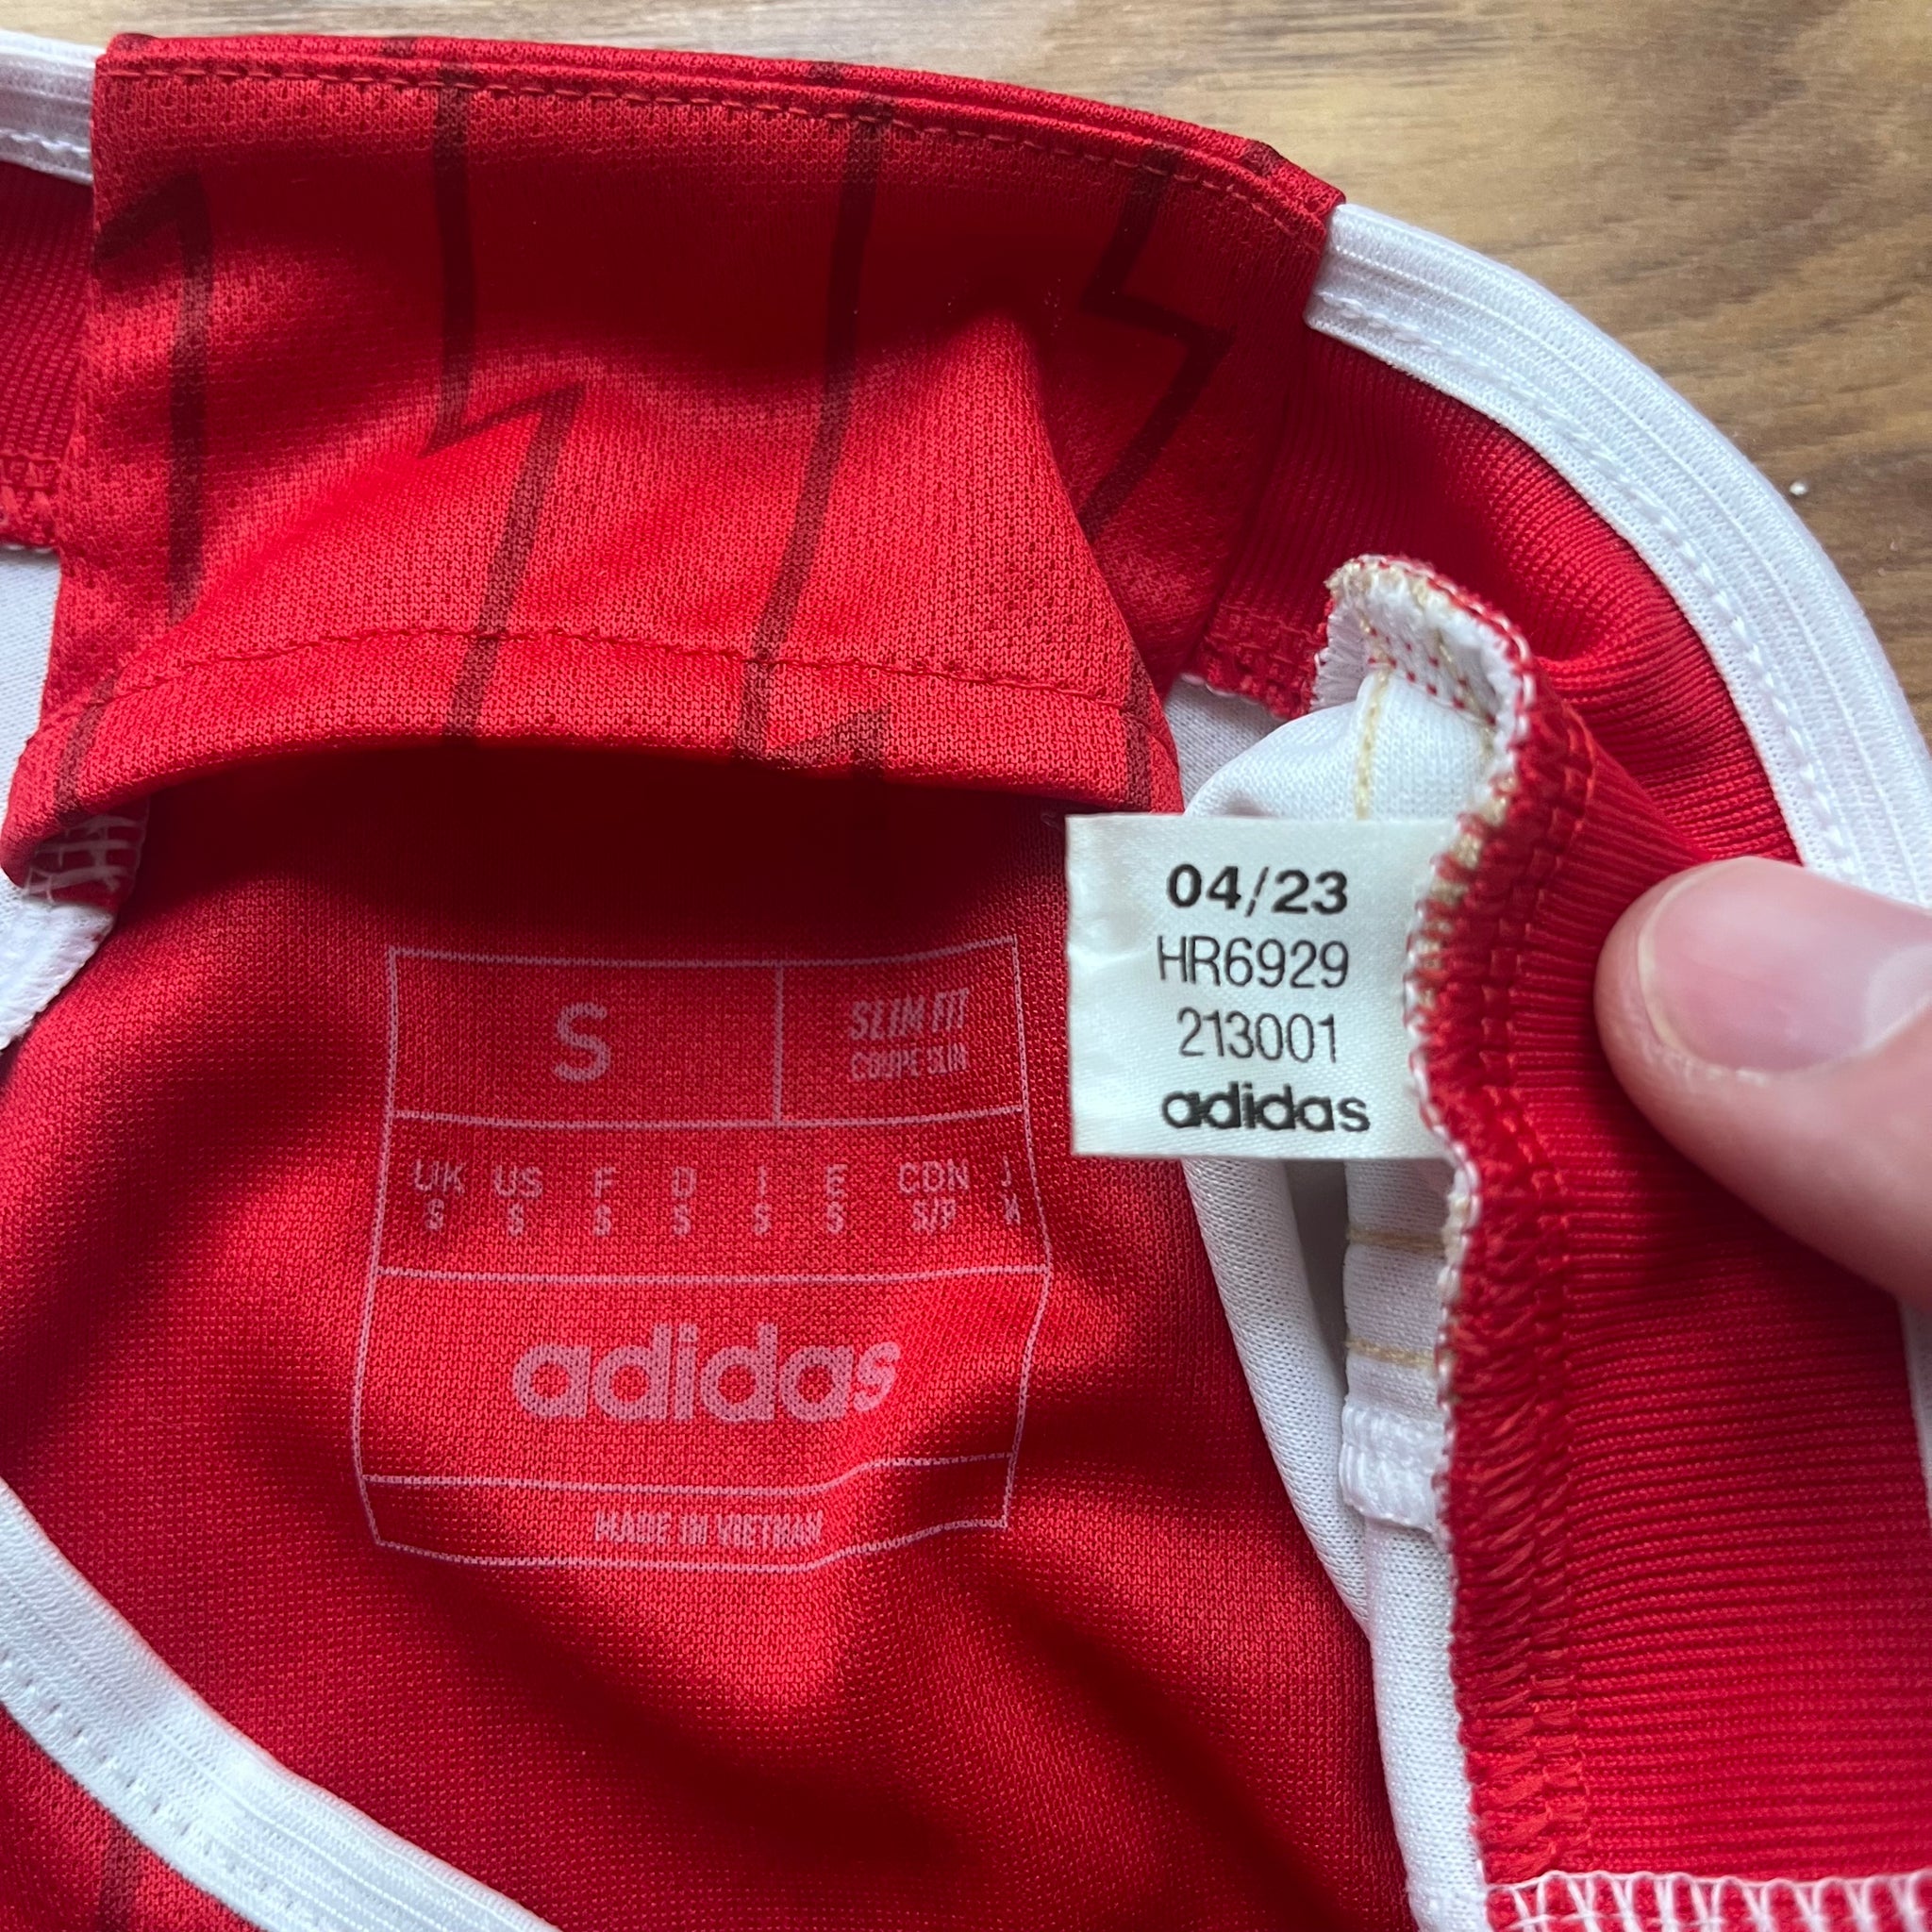 04/23
HR6929
213001
adidas
S
SLIM FIT
COUPE SLIM
UK US F D I E CDN J
S S S S S S S/P M
adidas
MADE IN VIETNAM